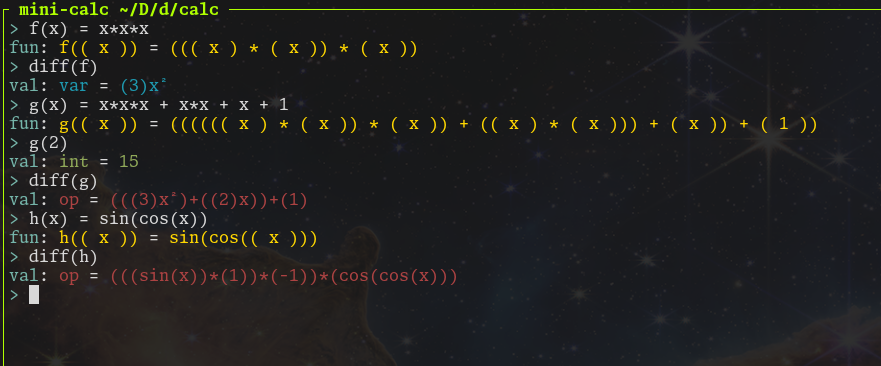 mini-calc ~/D/d/calc
> f(x) = x*x*x
fun: f(( x )) = ((( x ) * ( x )) * ( x ))
> diff(f)
val: var = (3)x²
> g(x) = x*x*x + x*x + x + 1
fun: g(( x )) = (((((( x ) * ( x )) * ( x )) + (( x ) * ( x ))) + ( x )) + ( 1 ))
> g(2)
val: int = 15
> diff(g)
val: op = (((3)x²)+((2)x))+(1)
> h(x) = sin(cos(x))
fun: h(( x )) = sin(cos(( x )))
> diff(h)
val: op = (((sin(x))*(1))*(-1))*(cos(cos(x)))
>